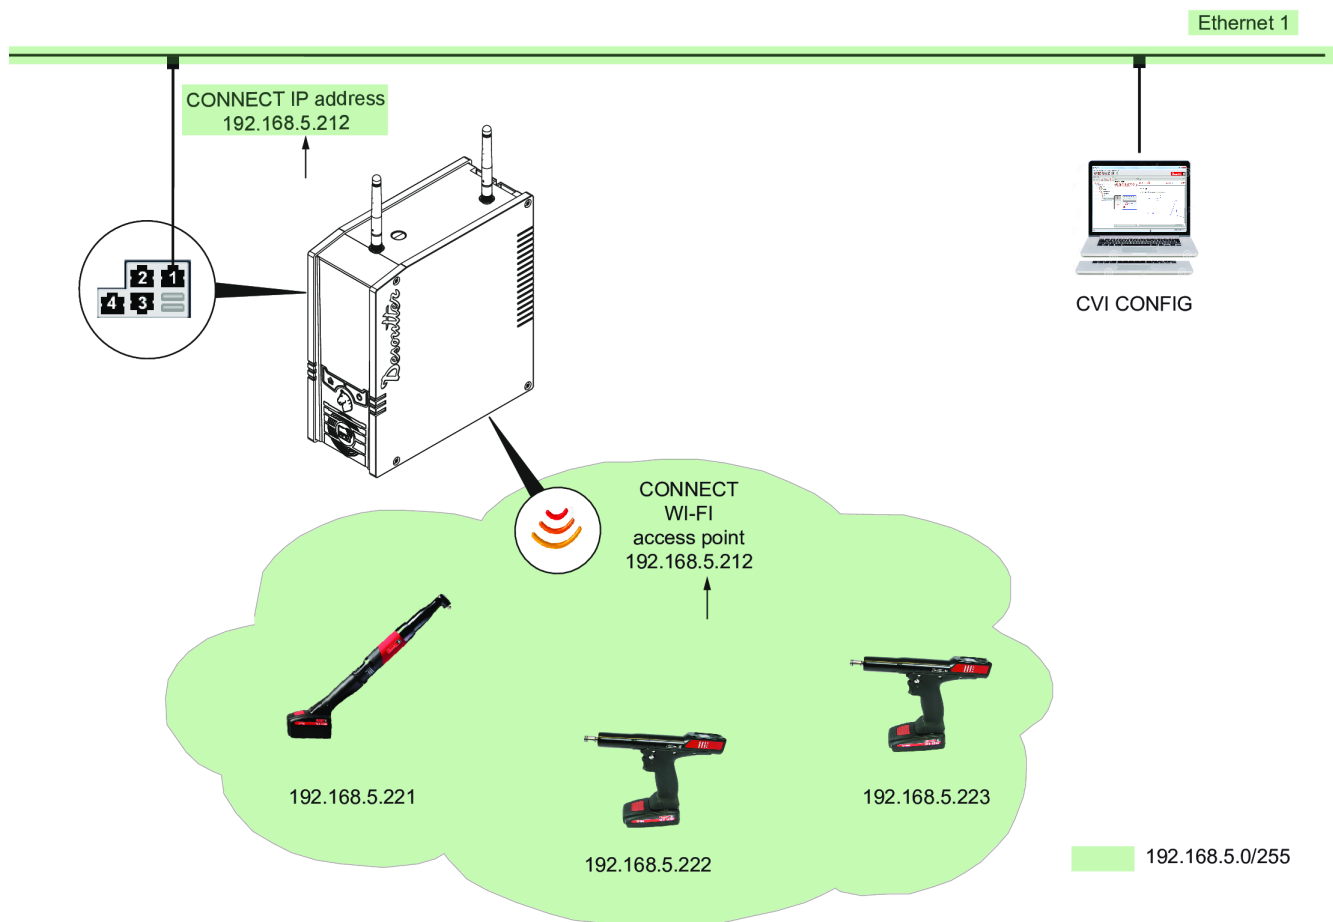 Ethernet 1
CONNECT IP address
192.168.5.212
2
1
4
3
Desoutter
CVI CONFIG
CONNECT
WI-FI
access point
192.168.5.212
192.168.5.221
192.168.5.223
192.168.5.222
192.168.5.0/255